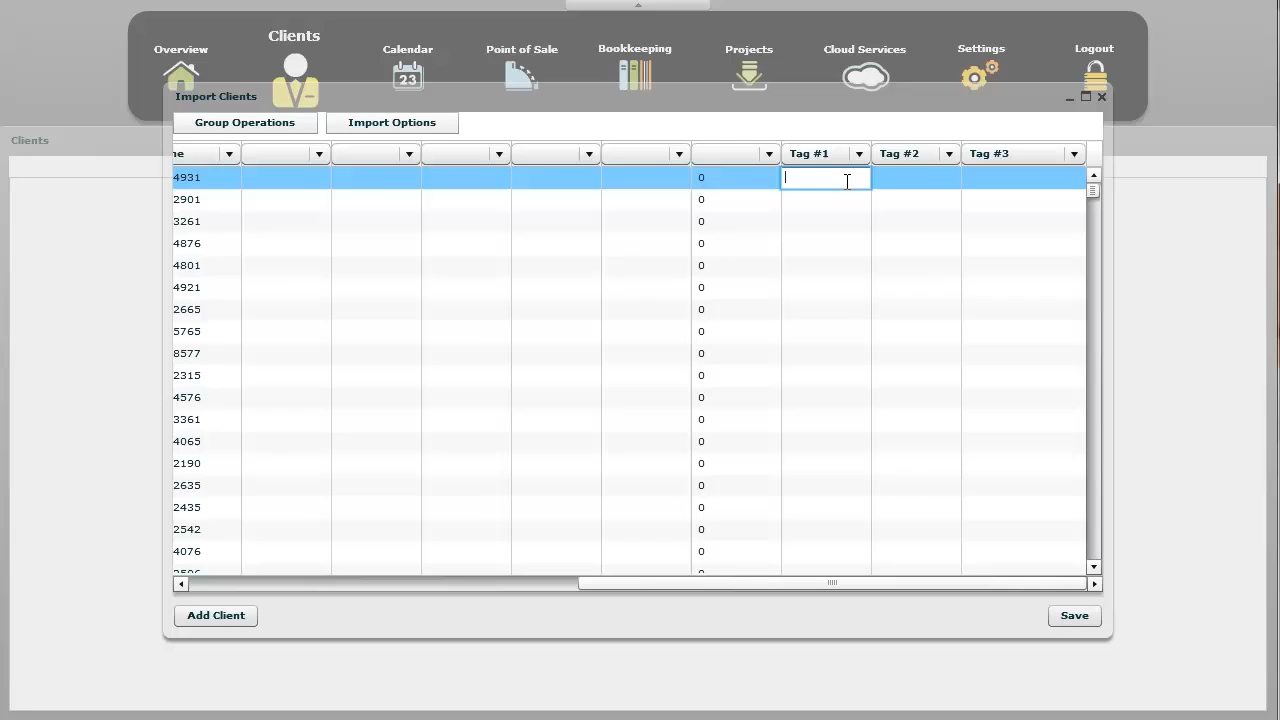 Overview
Clients
Calendar
23
Point of Sale
Bookkeeping
Projects
Cloud Services
Settings
Logout
Clients
Import Clients
Group Operations
Import Options
ne Tag #1 Tag #2 Tag #3
4931 0
2901 0
3261 0
4876 0
4801 0
4921 0
2665 0
5765 0
8577 0
2315 0
4576 0
3361 0
4065 0
2190 0
2635 0
2435 0
2542 0
4076 0
Add Client
Save